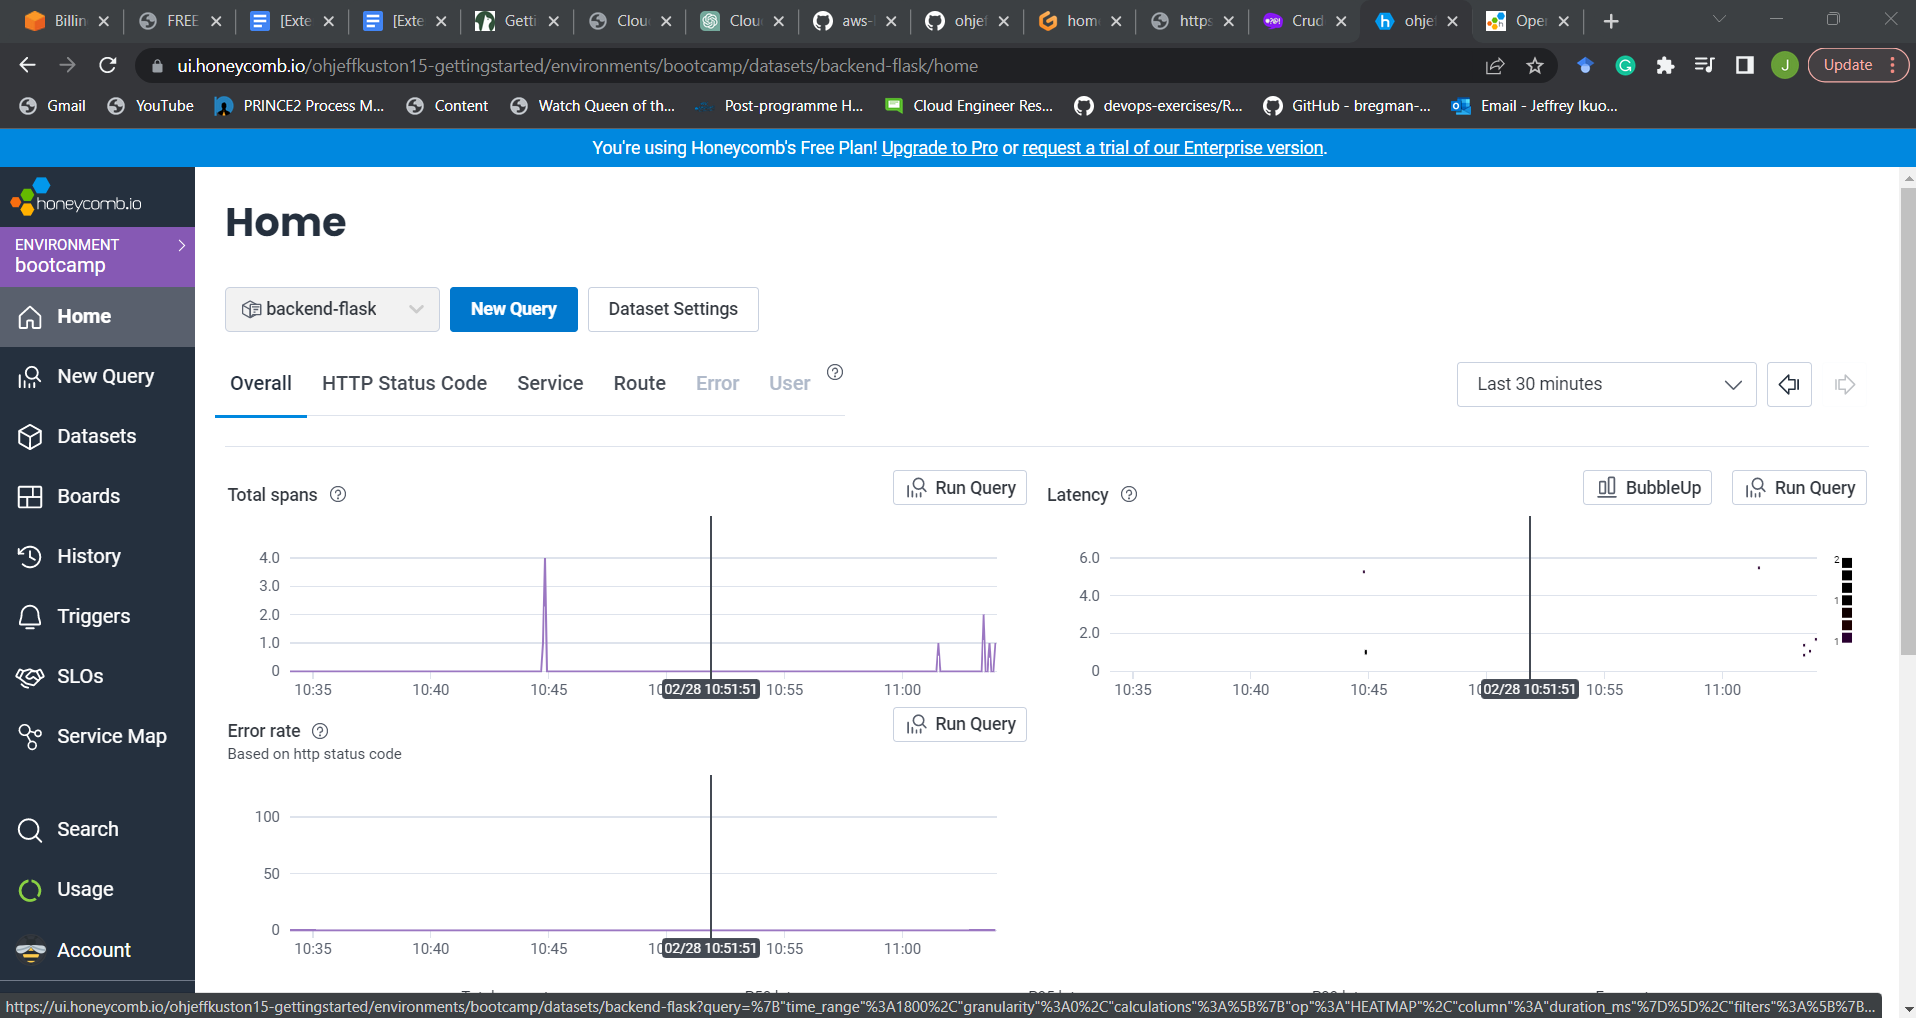 Billin
FREE
[Exte
[Exte
Getti
Clou
Clou
aws-
ohjef
hom
https
Crud
ohjef
Oper
ui.honeycomb.io/ohjeffkuston15-gettingstarted/environments/bootcamp/datasets/backend-flask/home
J
Update
Gmail
YouTube
PRINCE2 Process M...
Content
Watch Queen of th...
Post-programme H...
Cloud Engineer Res...
devops-exercises/R...
GitHub - bregman-...
Email - Jeffrey Ikuo...
You're using Honeycomb's Free Plan! Upgrade to Pro or request a trial of our Enterprise version.
honeycomb.io
ENVIRONMENT
bootcamp
Home
New Query
Datasets
Boards
History
Triggers
SLOs
Service Map
Search
Usage
Account
Home
backend-flask
New Query
Dataset Settings
Overall
HTTP Status Code
Service
Route
Error
User
Last 30 minutes
Total spans
Run Query
4.0
3.0
2.0
1.0
0
10:35
10:40
10:45
02/28 10:51:51
10:55
11:00
Latency
BubbleUp
Run Query
6.0
4.0
2.0
0
10:35
10:40
10:45
02/28 10:51:51
10:55
11:00
2
1
1
Error rate
Based on http status code
Run Query
100
50
0
10:35
10:40
10:45
02/28 10:51:51
10:55
11:00
https://ui.honeycomb.io/ohjeffkuston15-gettingstarted/environments/bootcamp/datasets/backend-flask?query=%7B"time_range"%3A1800%2C"granularity"%3A0%2C"calculations"%3A%5B%7B"op"%3A"HEATMAP"%2C"column"%3A"duration_ms"%7D%5D%2C"filters"%3A%5B%7B...